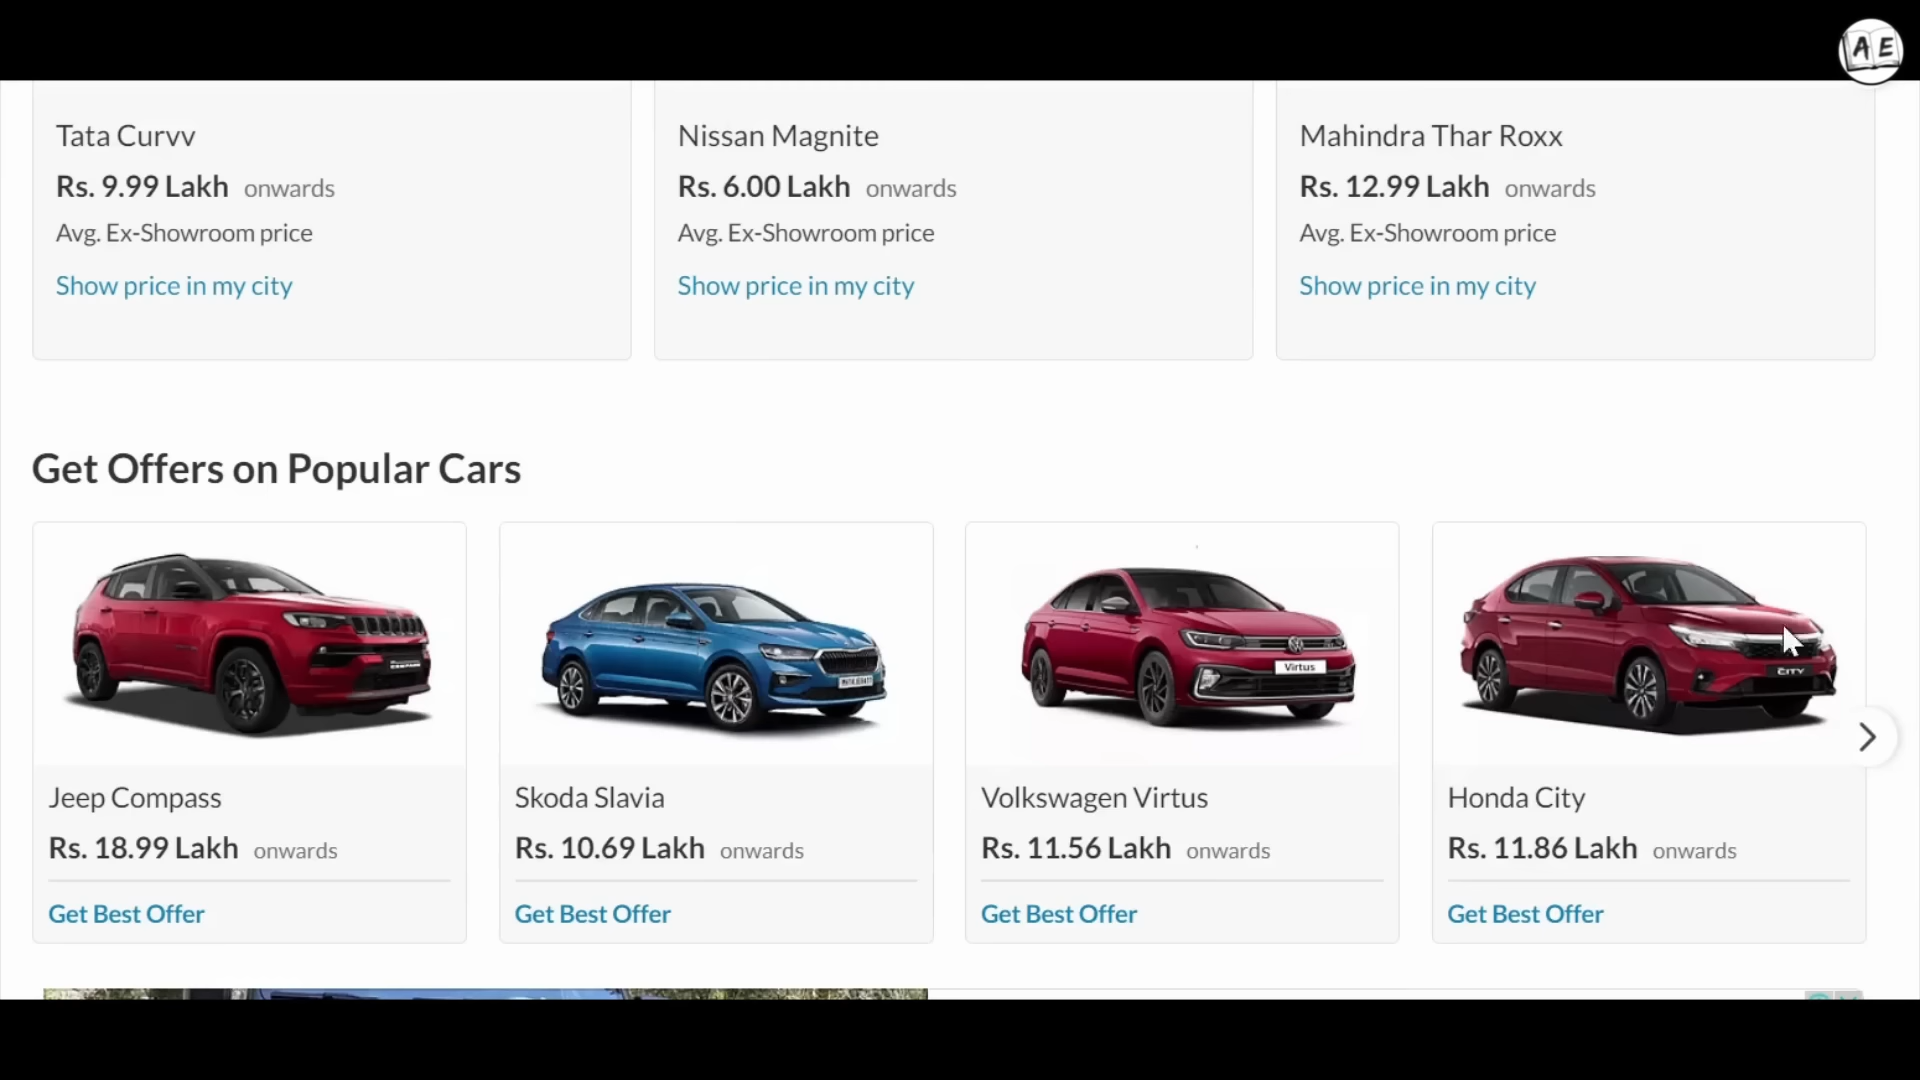 A E
Tata Curvv
Rs. 9.99 Lakh onwards
Avg. Ex-Showroom price
Show price in my city
Nissan Magnite
Rs. 6.00 Lakh onwards
Avg. Ex-Showroom price
Show price in my city
Mahindra Thar Roxx
Rs. 12.99 Lakh onwards
Avg. Ex-Showroom price
Show price in my city
Get Offers on Popular Cars
Jeep Compass
Rs. 18.99 Lakh onwards
Get Best Offer
Skoda Slavia
Rs. 10.69 Lakh onwards
Get Best Offer
Virtus
Volkswagen Virtus
Rs. 11.56 Lakh onwards
Get Best Offer
CITY
Honda City
Rs. 11.86 Lakh onwards
Get Best Offer